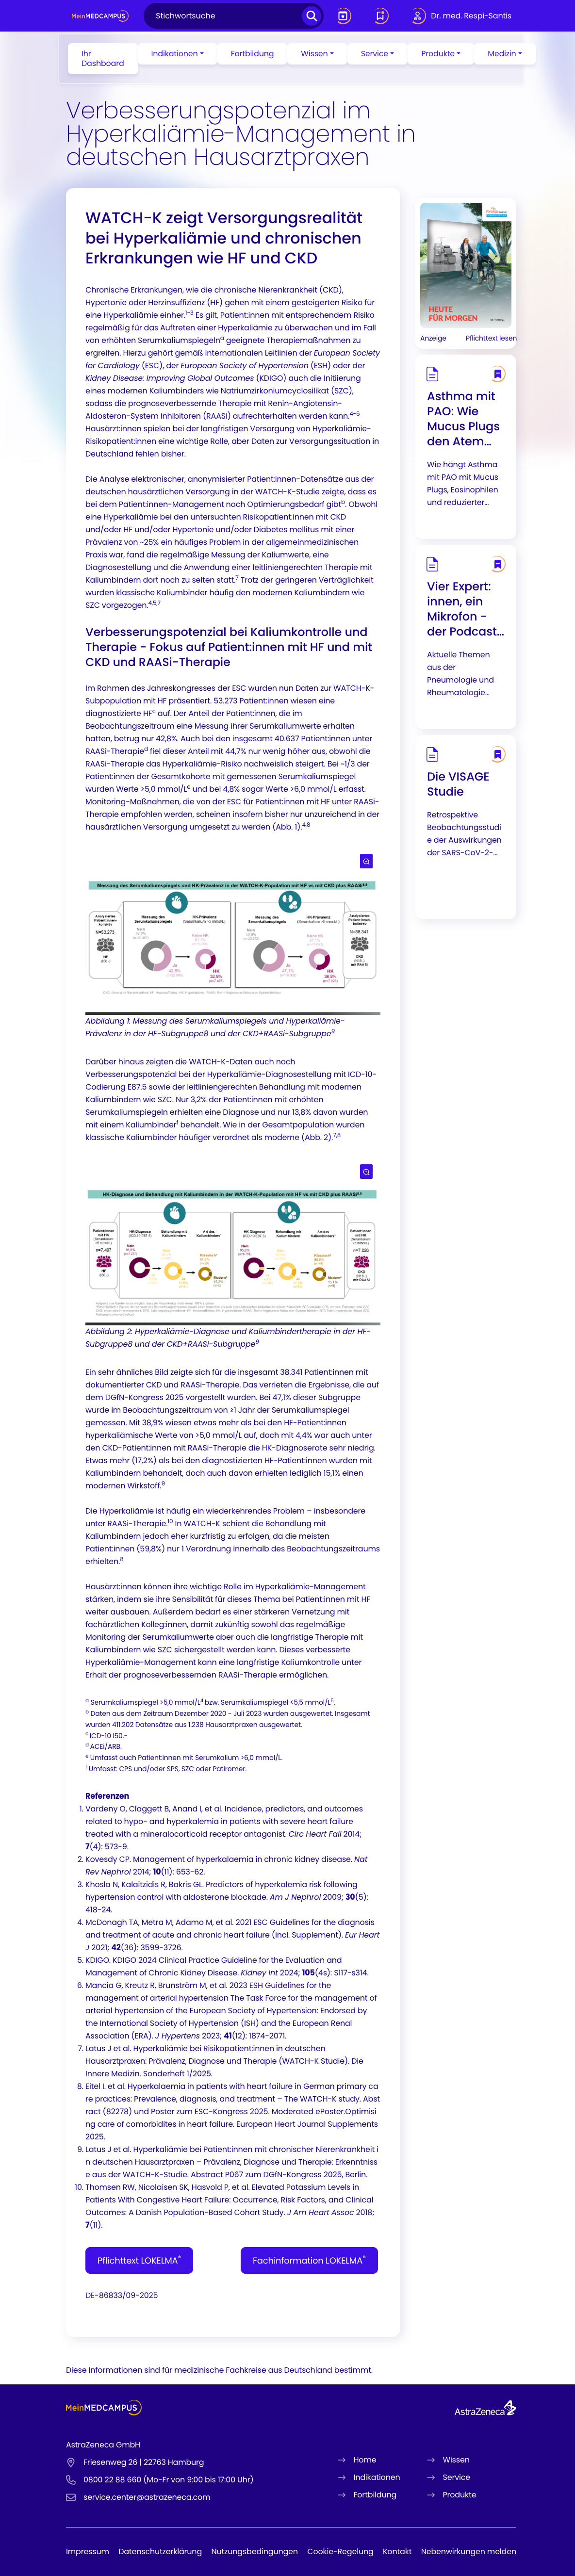 MeinMEDCAMPUS
Stichwortsuche
Dr. med. Respi-Santis
Ihr
Dashboard
Indikationen
Fortbildung
Wissen
Service
Produkte
Medizin
Verbesserungspotenzial im
Hyperkaliämie-Management in
deutschen Hausarztpraxen
WATCH-K zeigt Versorgungsrealität
bei Hyperkaliämie und chronischen
Erkrankungen wie HF und CKD
Chronische Erkrankungen, wie die chronische Nierenkrankheit (CKD),
Hypertonie oder Herzinsuffizienz (HF) gehen mit einem gesteigerten Risiko für
eine Hyperkaliämie einher.1-3 Es gilt, Patient:innen mit entsprechendem Risiko
regelmäßig für das Auftreten einer Hyperkaliämie zu überwachen und im Fall
von erhöhten Serumkaliumspiegelna geeignete Therapiemaßnahmen zu
ergreifen. Hierzu gehört gemäß internationalen Leitlinien der European Society
for Cardiology (ESC), der European Society of Hypertension (ESH) oder der
Kidney Disease: Improving Global Outcomes (KDIGO) auch die Initiierung
eines modernen Kaliumbinders wie Natriumzirkoniumcyclosilikat (SZC),
sodass die prognoseverbessernde Therapie mit Renin-Angiotensin-
Aldosteron-System Inhibitoren (RAASi) aufrechterhalten werden kann.4-6
Hausärzt:innen spielen bei der langfristigen Versorgung von Hyperkaliämie-
Risikopatient:innen eine wichtige Rolle, aber Daten zur Versorgungssituation in
Deutschland fehlen bisher.
Die Analyse elektronischer, anonymisierter Patient:innen-Datensätze aus der
deutschen hausärztlichen Versorgung in der WATCH-K-Studie zeigte, dass es
bei dem Patient:innen-Management noch Optimierungsbedarf gibtb. Obwohl
eine Hyperkaliämie bei den untersuchten Risikopatient:innen mit CKD
und/oder HF und/oder Hypertonie und/oder Diabetes mellitus mit einer
Prävalenz von ~25% ein häufiges Problem in der allgemeinmedizinischen
Praxis war, fand die regelmäßige Messung der Kaliumwerte, eine
Diagnosestellung und die Anwendung einer leitliniengerechten Therapie mit
Kaliumbindern dort noch zu selten statt.7 Trotz der geringeren Verträglichkeit
wurden klassische Kaliumbinder häufig den modernen Kaliumbindern wie
SZC vorgezogen.4,5,7
Verbesserungspotenzial bei Kaliumkontrolle und
Therapie - Fokus auf Patient:innen mit HF und mit
CKD und RAASi-Therapie
Im Rahmen des Jahreskongresses der ESC wurden nun Daten zur WATCH-K-
Subpopulation mit HF präsentiert. 53.273 Patient:innen wiesen eine
diagnostizierte HFc auf. Der Anteil der Patient:innen, die im
Beobachtungszeitraum eine Messung ihrer Serumkaliumwerte erhalten
hatten, betrug nur 42,8%. Auch bei den insgesamt 40.637 Patient:innen unter
RAASi-Therapied fiel dieser Anteil mit 44,7% nur wenig höher aus, obwohl die
RAASi-Therapie das Hyperkaliämie-Risiko nachweislich steigert. Bei ~1/3 der
Patient:innen der Gesamtkohorte mit gemessenen Serumkaliumspiegel
wurden Werte >5,0 mmol/Le und bei 4,8% sogar Werte >6,0 mmol/L erfasst.
Monitoring-Maßnahmen, die von der ESC für Patient:innen mit HF unter RAASi-
Therapie empfohlen werden, scheinen insofern bisher nur unzureichend in der
hausärztlichen Versorgung umgesetzt zu werden (Abb. 1).4,8
Messung des Serumkaliumspiegels und HK-Prävalenz in der WATCH-K-Population mit HF vs mit CKD plus RAASi
Abbildung 1: Messung des Serumkaliumspiegels und Hyperkaliämie-
Prävalenz in der HF-Subgruppe8 und der CKD+RAASi-Subgruppe9
Darüber hinaus zeigten die WATCH-K-Daten auch noch
Verbesserungspotenzial bei der Hyperkaliämie-Diagnosestellung mit ICD-10-
Codierung E87.5 sowie der leitliniengerechten Behandlung mit modernen
Kaliumbindern wie SZC. Nur 3,2% der Patient:innen mit erhöhten
Serumkaliumspiegeln erhielten eine Diagnose und nur 13,8% davon wurden
mit einem Kaliumbinderf behandelt. Wie in der Gesamtpopulation wurden
klassische Kaliumbinder häufiger verordnet als moderne (Abb. 2).7,8
HK-Diagnose und Behandlung mit Kaliumbindern in der WATCH-K-Population mit HF vs mit CKD plus RAASi
Abbildung 2: Hyperkaliämie-Diagnose und Kaliumbindertherapie in der HF-
Subgruppe8 und der CKD+RAASi-Subgruppe9
Ein sehr ähnliches Bild zeigte sich für die insgesamt 38.341 Patient:innen mit
dokumentierter CKD und RAASi-Therapie. Das verrieten die Ergebnisse, die auf
dem DGfN-Kongress 2025 vorgestellt wurden. Bei 47,1% dieser Subgruppe
wurde im Beobachtungszeitraum von ≥1 Jahr der Serumkaliumspiegel
gemessen. Mit 38,9% wiesen etwas mehr als bei den HF-Patient:innen
hyperkaliämische Werte von >5,0 mmol/L auf, doch mit 4,4% war auch unter
den CKD-Patient:innen mit RAASi-Therapie die HK-Diagnoserate sehr niedrig.
Etwas mehr (17,2%) als bei den diagnostizierten HF-Patient:innen wurden mit
Kaliumbindern behandelt, doch auch davon erhielten lediglich 15,1% einen
modernen Wirkstoff.9
Die Hyperkaliämie ist häufig ein wiederkehrendes Problem – insbesondere
unter RAASi-Therapie.10 In WATCH-K schient die Behandlung mit
Kaliumbindern jedoch eher kurzfristig zu erfolgen, da die meisten
Patient:innen (59,8%) nur 1 Verordnung innerhalb des Beobachtungszeitraums
erhielten.8
Hausärzt:innen können ihre wichtige Rolle im Hyperkaliämie-Management
stärken, indem sie ihre Sensibilität für dieses Thema bei Patient:innen mit HF
weiter ausbauen. Außerdem bedarf es einer stärkeren Vernetzung mit
fachärztlichen Kolleg:innen, damit zukünftig sowohl das regelmäßige
Monitoring der Serumkaliumwerte aber auch die langfristige Therapie mit
Kaliumbindern wie SZC sichergestellt werden kann. Dieses verbesserte
Hyperkaliämie-Management kann eine langfristige Kaliumkontrolle unter
Erhalt der prognoseverbessernden RAASi-Therapie ermöglichen.
a Serumkaliumspiegel >5,0 mmol/L4 bzw. Serumkaliumspiegel <5,5 mmol/L5.
b Daten aus dem Zeitraum Dezember 2020 - Juli 2023 wurden ausgewertet. Insgesamt
wurden 411.202 Datensätze aus 1.238 Hausarztpraxen ausgewertet.
c ICD-10 I50.-
d ACEi/ARB.
e Umfasst auch Patient:innen mit Serumkalium >6,0 mmol/L.
f Umfasst: CPS und/oder SPS, SZC oder Patiromer.
Referenzen
1. Vardeny O, Claggett B, Anand I, et al. Incidence, predictors, and outcomes
related to hypo- and hyperkalemia in patients with severe heart failure
treated with a mineralocorticoid receptor antagonist. Circ Heart Fail 2014;
7(4): 573-9.
2. Kovesdy CP. Management of hyperkalaemia in chronic kidney disease. Nat
Rev Nephrol 2014; 10(11): 653-62.
3. Khosla N, Kalaitzidis R, Bakris GL. Predictors of hyperkalemia risk following
hypertension control with aldosterone blockade. Am J Nephrol 2009; 30(5):
418-24.
4. McDonagh TA, Metra M, Adamo M, et al. 2021 ESC Guidelines for the diagnosis
and treatment of acute and chronic heart failure (incl. Supplement). Eur Heart
J 2021; 42(36): 3599-3726.
5. KDIGO. KDIGO 2024 Clinical Practice Guideline for the Evaluation and
Management of Chronic Kidney Disease. Kidney Int 2024; 105(4s): S117-s314.
6. Mancia G, Kreutz R, Brunström M, et al. 2023 ESH Guidelines for the
management of arterial hypertension The Task Force for the management of
arterial hypertension of the European Society of Hypertension: Endorsed by
the International Society of Hypertension (ISH) and the European Renal
Association (ERA). J Hypertens 2023; 41(12): 1874-2071.
7. Latus J et al. Hyperkaliämie bei Risikopatient:innen in deutschen
Hausarztpraxen: Prävalenz, Diagnose und Therapie (WATCH-K Studie). Die
Innere Medizin. Sonderheft 1/2025.
8. Eitel I. et al. Hyperkalaemia in patients with heart failure in German primary ca
re practices: Prevalence, diagnosis, and treatment – The WATCH-K study. Abst
ract (82278) und Poster zum ESC-Kongress 2025. Moderated ePoster.Optimisi
ng care of comorbidites in heart failure. European Heart Journal Supplements
2025.
9. Latus J et al. Hyperkaliämie bei Patient:innen mit chronischer Nierenkrankheit i
n deutschen Hausarztpraxen – Prävalenz, Diagnose und Therapie: Erkenntniss
e aus der WATCH-K-Studie. Abstract P067 zum DGfN-Kongress 2025, Berlin.
10. Thomsen RW, Nicolaisen SK, Hasvold P, et al. Elevated Potassium Levels in
Patients With Congestive Heart Failure: Occurrence, Risk Factors, and Clinical
Outcomes: A Danish Population-Based Cohort Study. J Am Heart Assoc 2018;
7(11).
Pflichttext LOKELMA®
Fachinformation LOKELMA®
DE-86833/09-2025
HEUTE
FÜR MORGEN
Anzeige
Pflichttext lesen
Asthma mit
PAO: Wie
Mucus Plugs
den Atem...
Wie hängt Asthma
mit PAO mit Mucus
Plugs, Eosinophilen
und reduzierter...
Vier Expert:
innen, ein
Mikrofon -
der Podcast...
Aktuelle Themen
aus der
Pneumologie und
Rheumatologie...
Die VISAGE
Studie
Retrospektive
Beobachtungsstudi
e der Auswirkungen
der SARS-CoV-2-...
Diese Informationen sind für medizinische Fachkreise aus Deutschland bestimmt.
MeinMEDCAMPUS
AstraZeneca
AstraZeneca GmbH
Friesenweg 26 | 22763 Hamburg
0800 22 88 660 (Mo-Fr von 9:00 bis 17:00 Uhr)
service.center@astrazeneca.com
Home
Indikationen
Fortbildung
Wissen
Service
Produkte
Impressum
Datenschutzerklärung
Nutzungsbedingungen
Cookie-Regelung
Kontakt
Nebenwirkungen melden